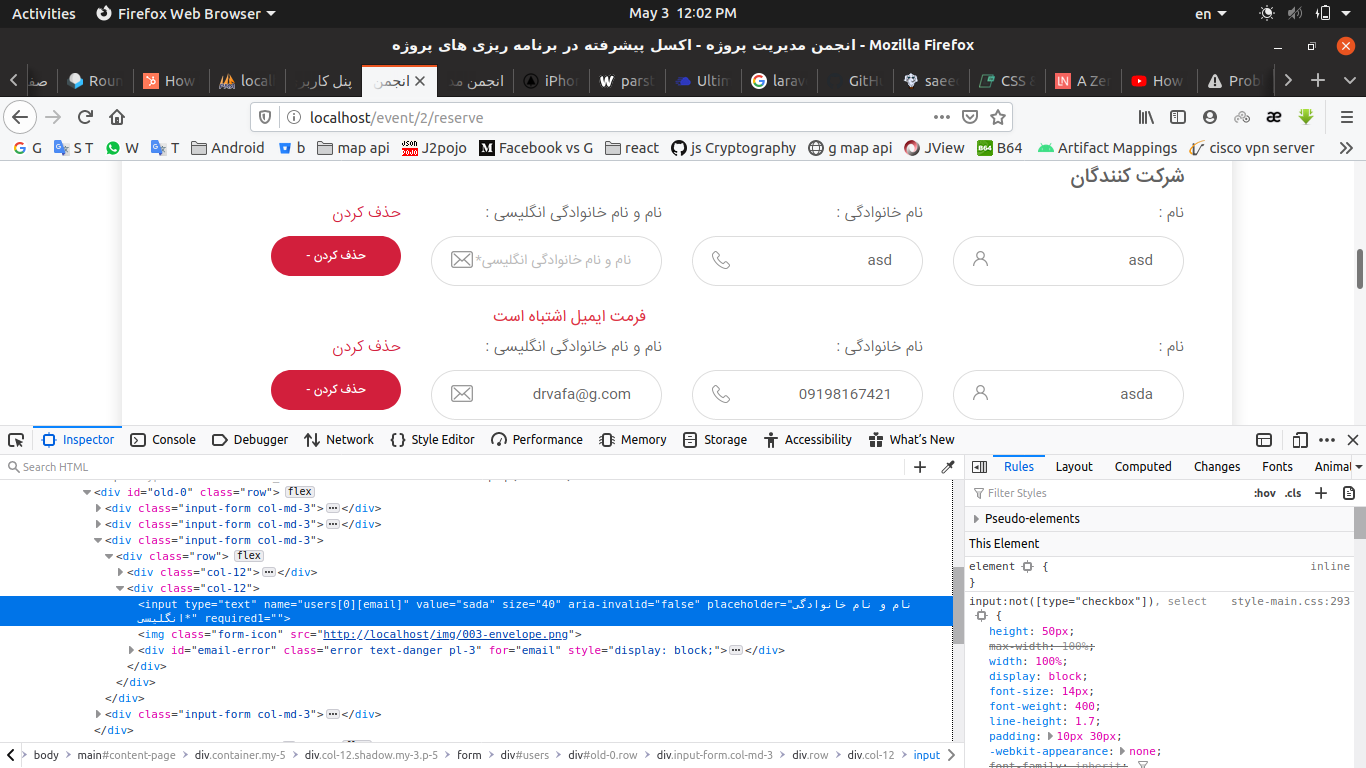 Activities Firefox Web Browser May 3 12:02 PM en
انجمن مدیریت پروژه - اکسل پیشرفته در برنامه ریزی های پروژه - Mozilla Firefox
صف Roun How local پنل کاربر انجمن انجمن مد iPhon parst Ultim larav GitHu saeed CSS & A Zer How Prob
localhost/event/2/reserve
G S T W T Android b map api J2pojo Facebook vs G react js Cryptography g map api JView B64 Artifact Mappings cisco vpn server
شرکت کنندگان
نام : نام خانوادگی : نام و نام خانوادگی انگلیسی : حذف کردن
asd asd نام و نام خانوادگی انگلیسی* حذف کردن -
فرمت ایمیل اشتباه است
نام : نام خانوادگی : نام و نام خانوادگی انگلیسی : حذف کردن
asda 09198167421 drvafa@g.com حذف کردن -
Inspector Console Debugger Network Style Editor Performance Memory Storage Accessibility What's New
Search HTML
Rules Layout Computed Changes Fonts Animat
<div id="old-0" class="row"> flex
<div class="input-form col-md-3"> ••• </div>
<div class="input-form col-md-3"> ••• </div>
<div class="input-form col-md-3">
<div class="row"> flex
<div class="col-12"> ••• </div>
<div class="col-12">
<input type="text" name="users[0][email]" value="sada" size="40" aria-invalid="false" placeholder="نام و نام خانوادگی
انگلیسی*" required1="">
<img class="form-icon" src="http://localhost/img/003-envelope.png">
<div id="email-error" class="error text-danger pl-3" for="email" style="display: block;"> ••• </div>
</div>
</div>
</div>
<div class="input-form col-md-3"> ••• </div>
</div>
body main#content-page div.container.my-5 div.col-12.shadow.my-3.p-5 form div#users div#old-0.row div.input-form.col-md-3 div.row div.col-12 input
Filter Styles :hov .cls
Pseudo-elements
This Element
element { inline
}
input:not([type="checkbox"]), select style-main.css:293
{
height: 50px;
max-width: 100%;
width: 100%;
display: block;
font-size: 14px;
font-weight: 400;
line-height: 1.7;
padding: 10px 30px;
-webkit-appearance: none;
font-family: inherit;